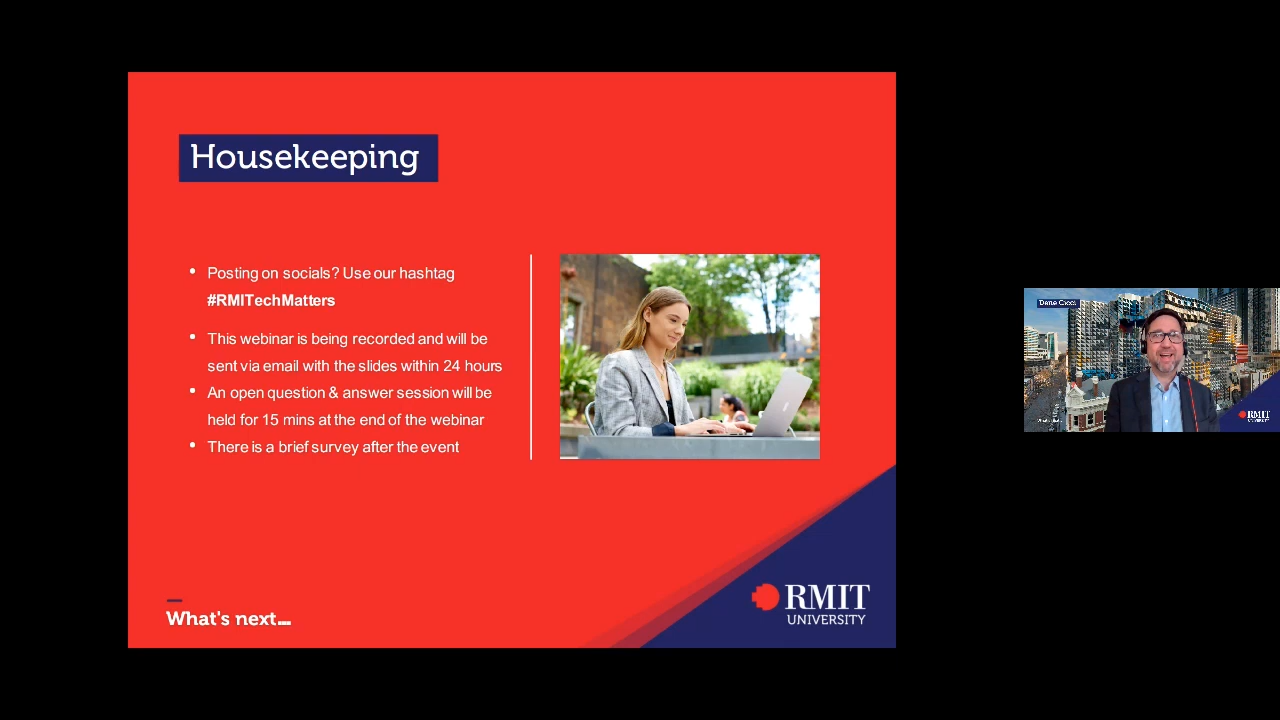 Housekeeping
Posting on socials? Use our hashtag
#RMITechMatters
This webinar is being recorded and will be
sent via email with the slides within 24 hours
An open question & answer session will be
held for 15 mins at the end of the webinar
There is a brief survey after the event
What's next...
RMIT
UNIVERSITY
RMIT
UNIVERSITY